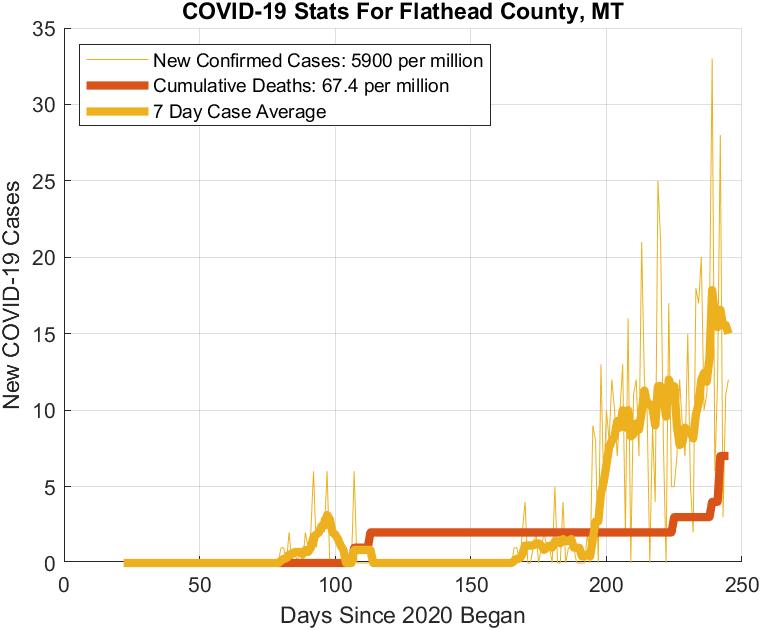 COVID-19 Stats For Flathead County, MT
35
New Confirmed Cases: 5900 per million
Cumulative Deaths: 67.4 per million
7 Day Case Average
30
25
20
15
10
5
0
New COVID-19 Cases
0 50 100 150 200 250
Days Since 2020 Began